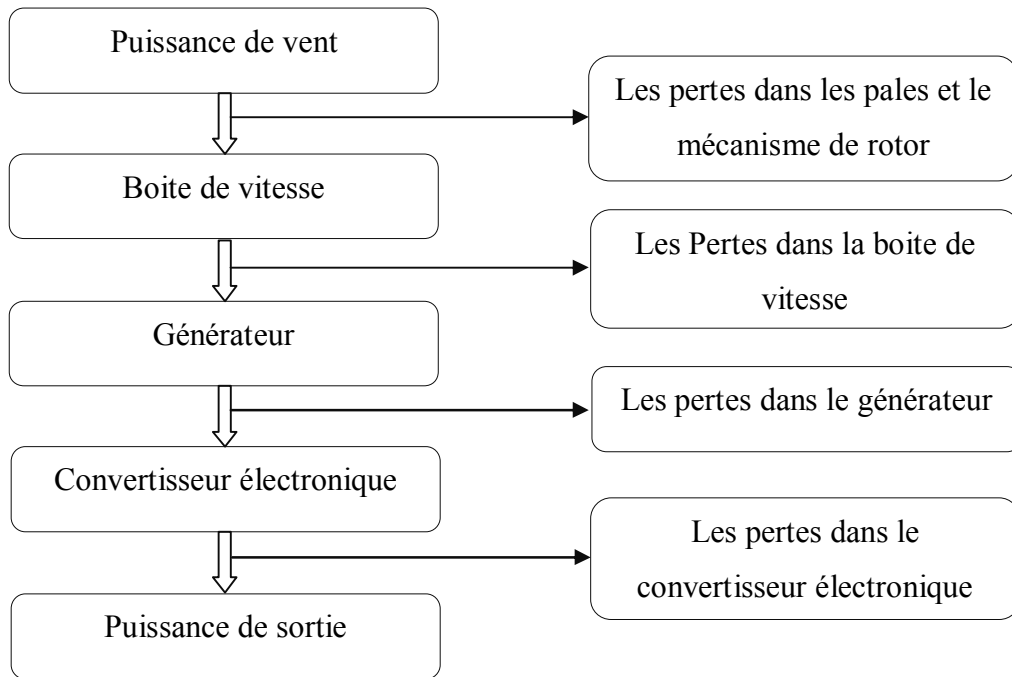 Puissance de vent
Les pertes dans les pales et le
mécanisme de rotor
Boite de vitesse
Les Pertes dans la boite de
vitesse
Générateur
Les pertes dans le générateur
Convertisseur électronique
Les pertes dans le
convertisseur électronique
Puissance de sortie